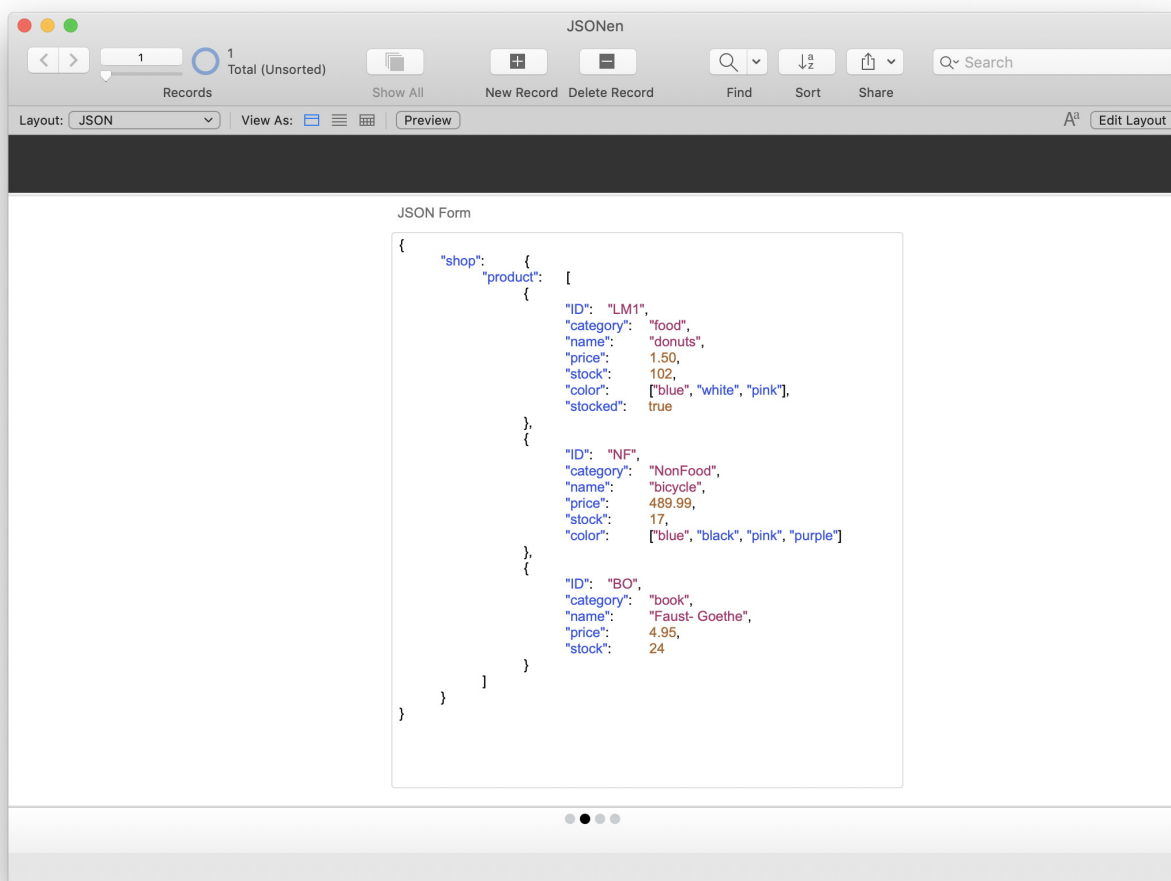 JSONen
1
1
Total (Unsorted)
Records
Show All
New Record
Delete Record
Find
Sort
Share
Search
Layout: JSON
View As:
Preview
Aa
Edit Layout
JSON Form
{
"shop": {
"product": [
{
"ID": "LM1",
"category": "food",
"name": "donuts",
"price": 1.50,
"stock": 102,
"color": ["blue", "white", "pink"],
"stocked": true
},
{
"ID": "NF",
"category": "NonFood",
"name": "bicycle",
"price": 489.99,
"stock": 17,
"color": ["blue", "black", "pink", "purple"]
},
{
"ID": "BO",
"category": "book",
"name": "Faust- Goethe",
"price": 4.95,
"stock": 24
}
]
}
}